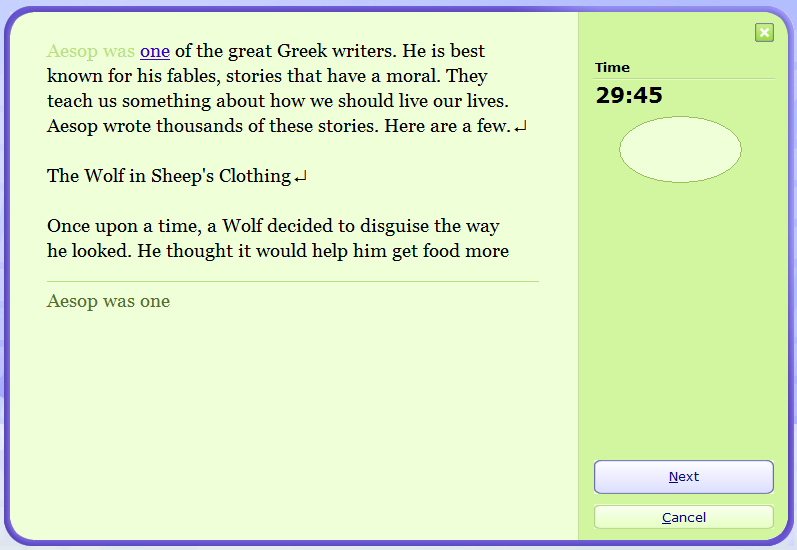 Aesop was one of the great Greek writers. He is best
known for his fables, stories that have a moral. They
teach us something about how we should live our lives.
Aesop wrote thousands of these stories. Here are a few.↵
The Wolf in Sheep's Clothing↵
Once upon a time, a Wolf decided to disguise the way
he looked. He thought it would help him get food more
Aesop was one
Time
29:45
Next
Cancel